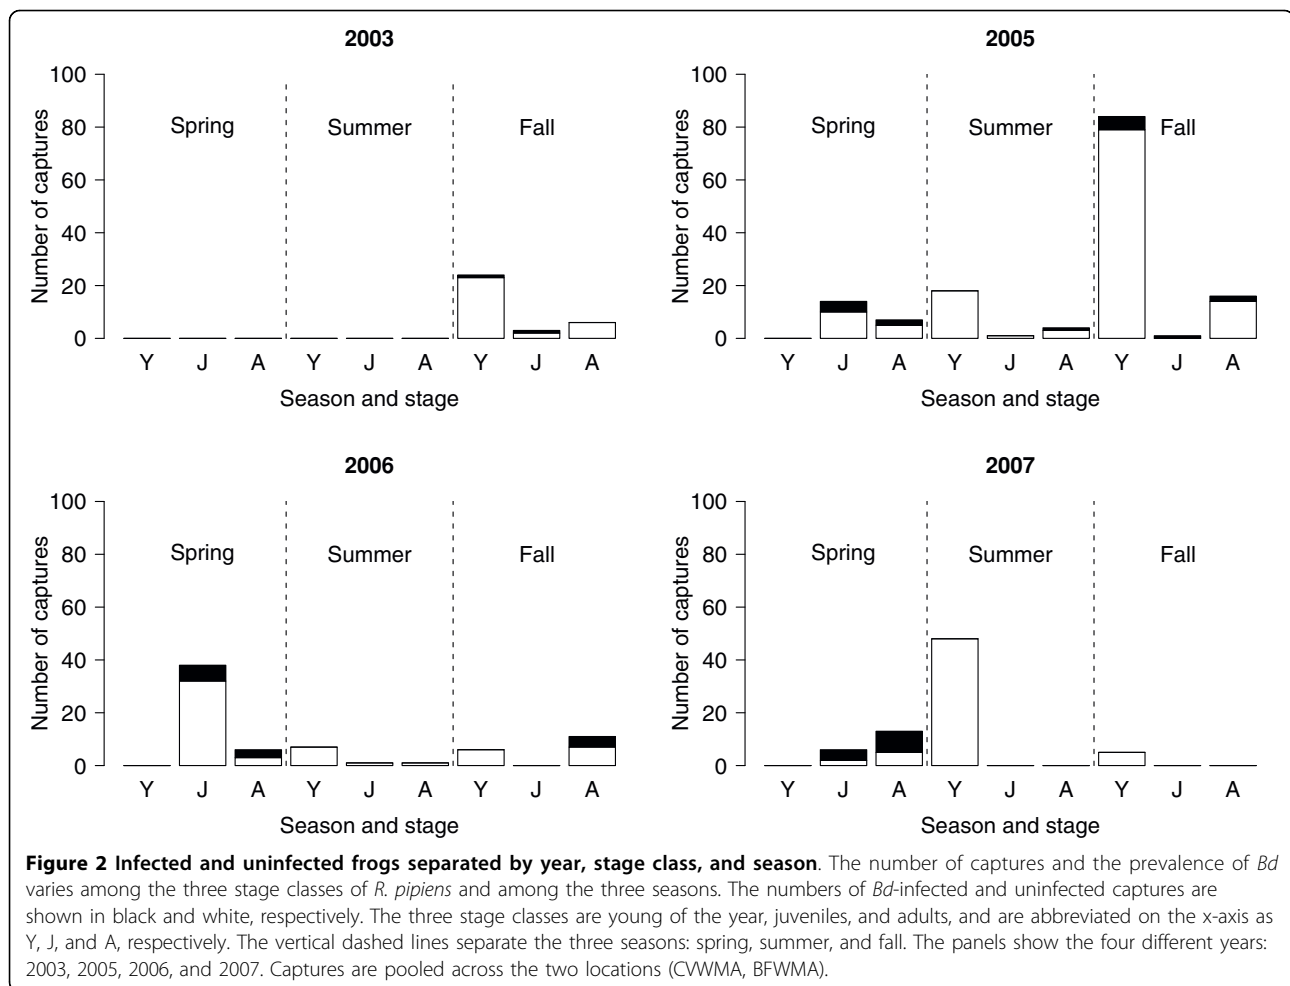 2003
100
80
60
40
20
0
Number of captures
Spring
Summer
Fall
Y J A Y J A Y J A
Season and stage
2005
100
80
60
40
20
0
Number of captures
Spring
Summer
Fall
Y J A Y J A Y J A
Season and stage
2006
100
80
60
40
20
0
Number of captures
Spring
Summer
Fall
Y J A Y J A Y J A
Season and stage
2007
100
80
60
40
20
0
Number of captures
Spring
Summer
Fall
Y J A Y J A Y J A
Season and stage
Figure 2 Infected and uninfected frogs separated by year, stage class, and season. The number of captures and the prevalence of Bd
varies among the three stage classes of R. pipiens and among the three seasons. The numbers of Bd-infected and uninfected captures are
shown in black and white, respectively. The three stage classes are young of the year, juveniles, and adults, and are abbreviated on the x-axis as
Y, J, and A, respectively. The vertical dashed lines separate the three seasons: spring, summer, and fall. The panels show the four different years:
2003, 2005, 2006, and 2007. Captures are pooled across the two locations (CVWMA, BFWMA).